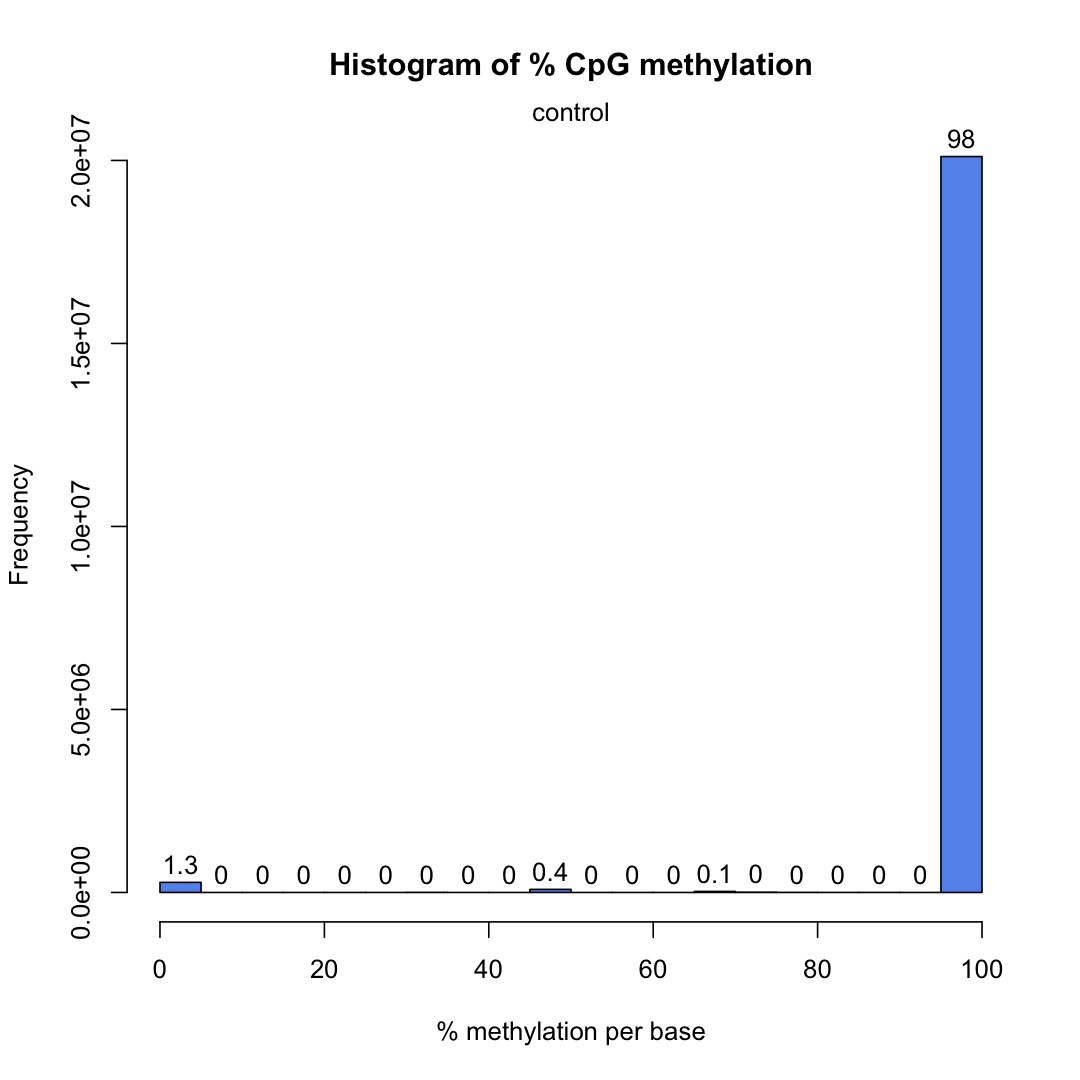 Histogram of % CpG methylation
control
98
2.0e+07
1.5e+07
1.0e+07
5.0e+06
0.0e+00
Frequency
1.3 0 0 0 0 0 0 0 0 0.4 0 0 0 0.1 0 0 0 0 0
0 20 40 60 80 100
% methylation per base